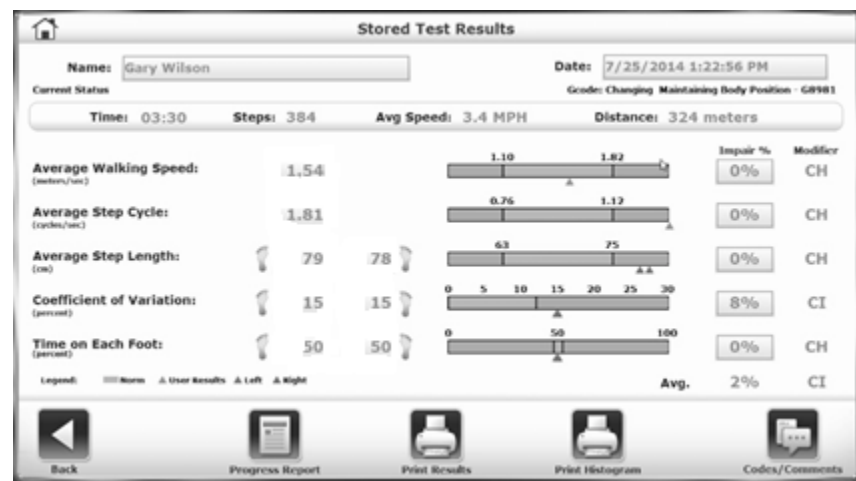 Stored Test Results
Name: Gary Wilson Date: 7/25/2014 1:22:56 PM
Current Status Gcode: Changing Maintaining Body Position - G8981
Time: 03:30 Steps: 384 Avg Speed: 3.4 MPH Distance: 324 meters
Impair % Modifier
1.10 1.82
Average Walking Speed: 1.54 0% CH
(meters/sec)
0.76 1.12
Average Step Cycle: 1.81 0% CH
(cycles/sec)
63 75
Average Step Length: 79 78 0% CH
(cm)
0 5 10 15 20 25 30
Coefficient of Variation: 15 15 8% CI
(percent)
0 50 100
Time on Each Foot: 50 50 0% CH
(percent)
Legend: Norm User Results Left Right Avg. 2% CI
Back Progress Report Print Results Print Histogram Codes/Comments